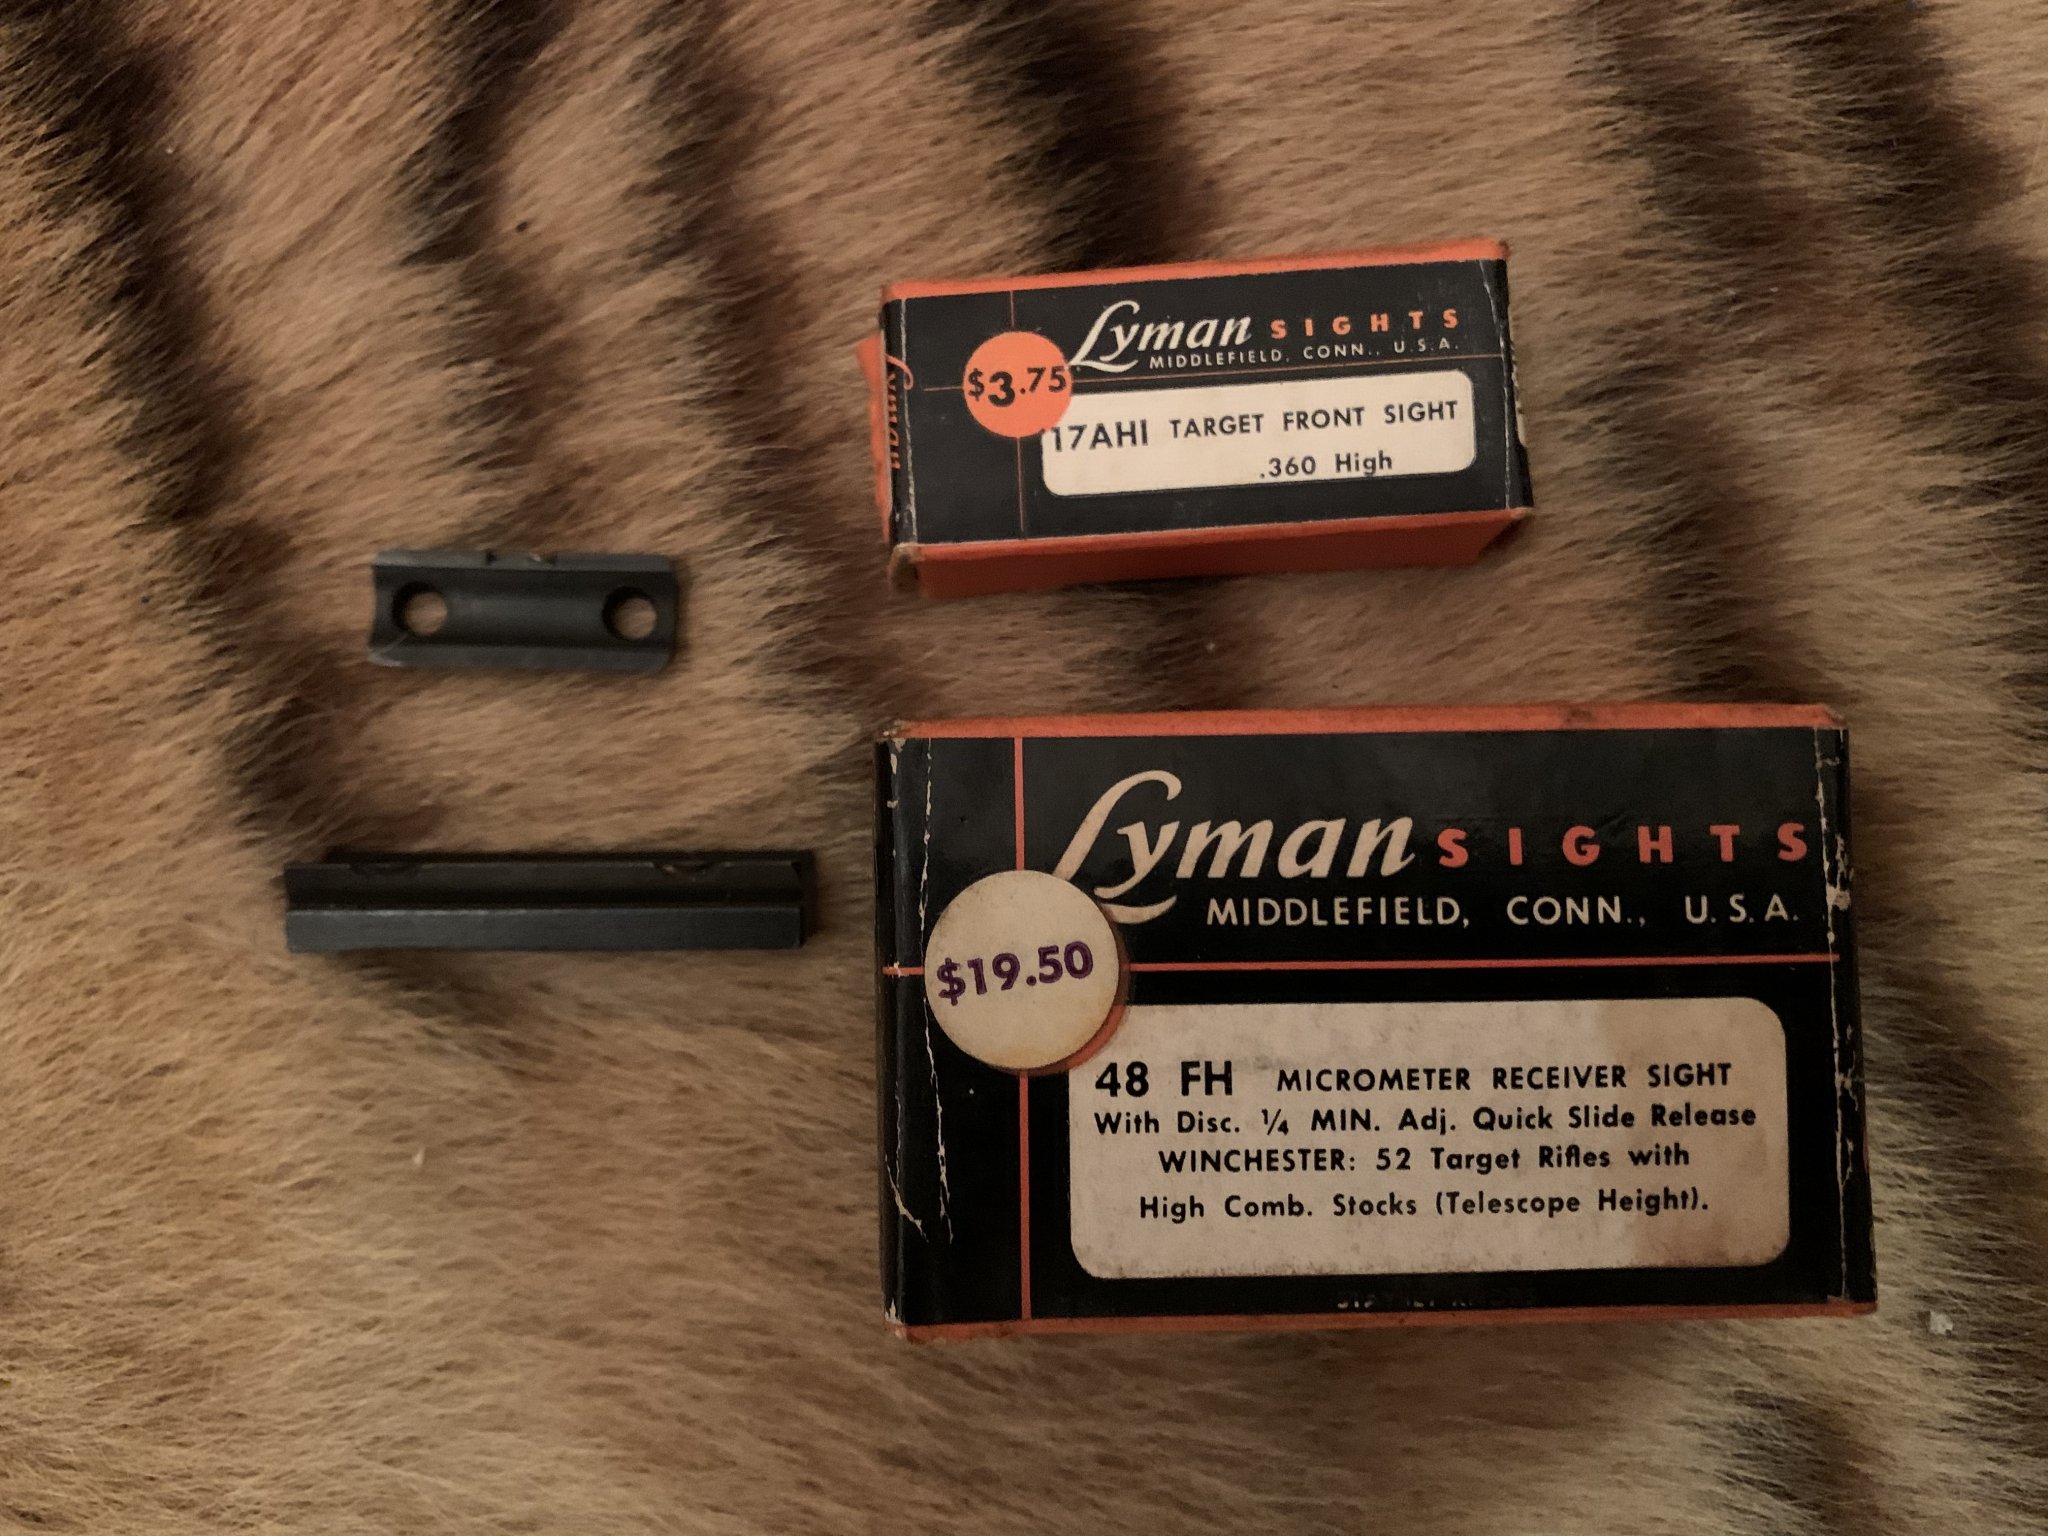 Lyman SIGHTS
MIDDLEFIELD, CONN., U.S.A.
$3.75
17AHI TARGET FRONT SIGHT
.360 High
Lyman
Lyman SIGHTS
MIDDLEFIELD, CONN., U.S.A.
$19.50
48 FH MICROMETER RECEIVER SIGHT
With Disc. ¼ MIN. Adj. Quick Slide Release
WINCHESTER: 52 Target Rifles with
High Comb. Stocks (Telescope Height).